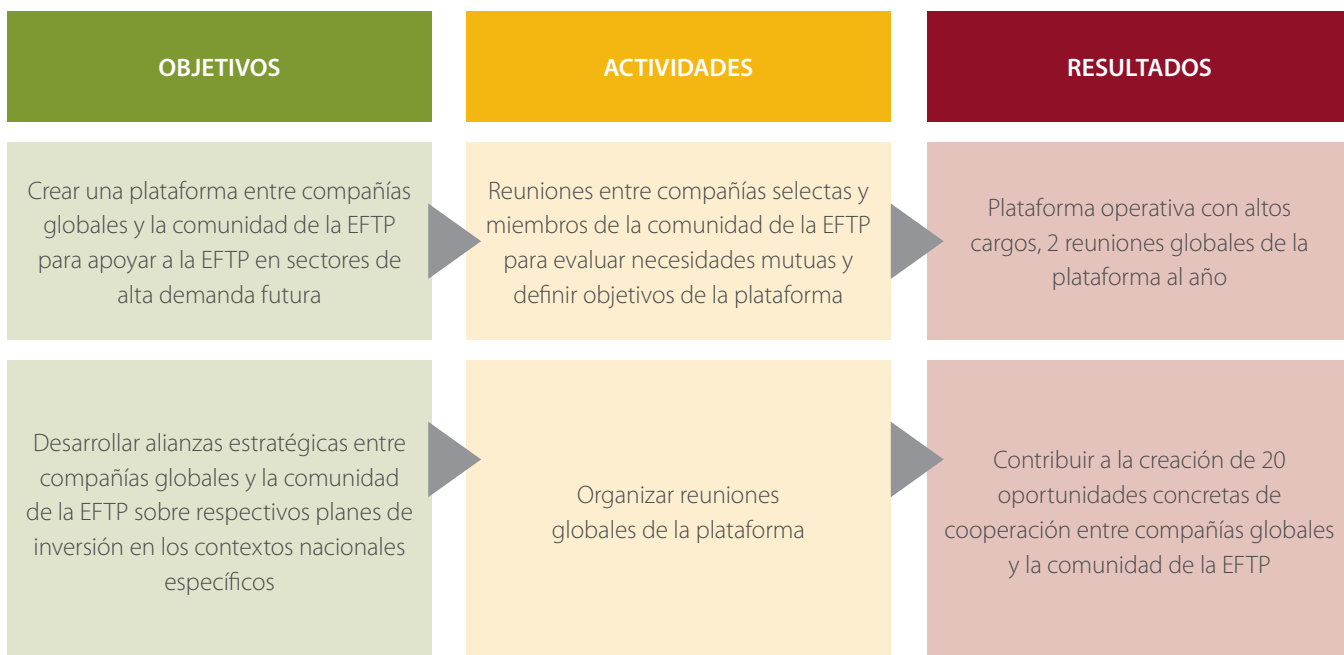 OBJETIVOS
ACTIVIDADES
RESULTADOS
Crear una plataforma entre compañías
globales y la comunidad de la EFTP
para apoyar a la EFTP en sectores de
alta demanda futura
Reuniones entre compañías selectas y
miembros de la comunidad de la EFTP
para evaluar necesidades mutuas y
definir objetivos de la plataforma
Plataforma operativa con altos
cargos, 2 reuniones globales de la
plataforma al año
Desarrollar alianzas estratégicas entre
compañías globales y la comunidad
de la EFTP sobre respectivos planes de
inversión en los contextos nacionales
específicos
Organizar reuniones
globales de la plataforma
Contribuir a la creación de 20
oportunidades concretas de
cooperación entre compañías globales
y la comunidad de la EFTP